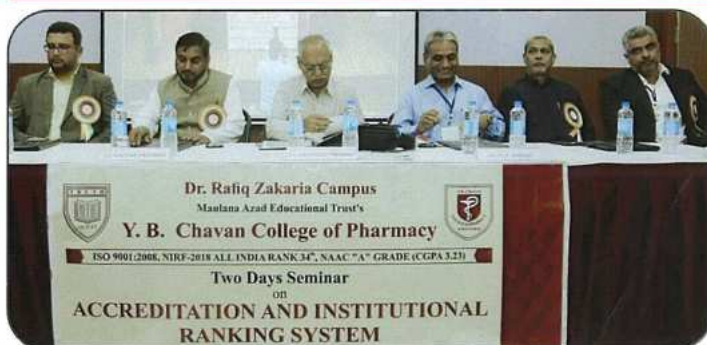 Dr. Rafiq Zakaria Campus
Maulana Azad Educational Trust's
Y. B. Chavan College of Pharmacy
ISO 9001:2008, NIRF-2018 ALL INDIA RANK 34th, NAAC "A" GRADE (CGPA 3.23)
Two Days Seminar
on
ACCREDITATION AND INSTITUTIONAL
RANKING SYSTEM